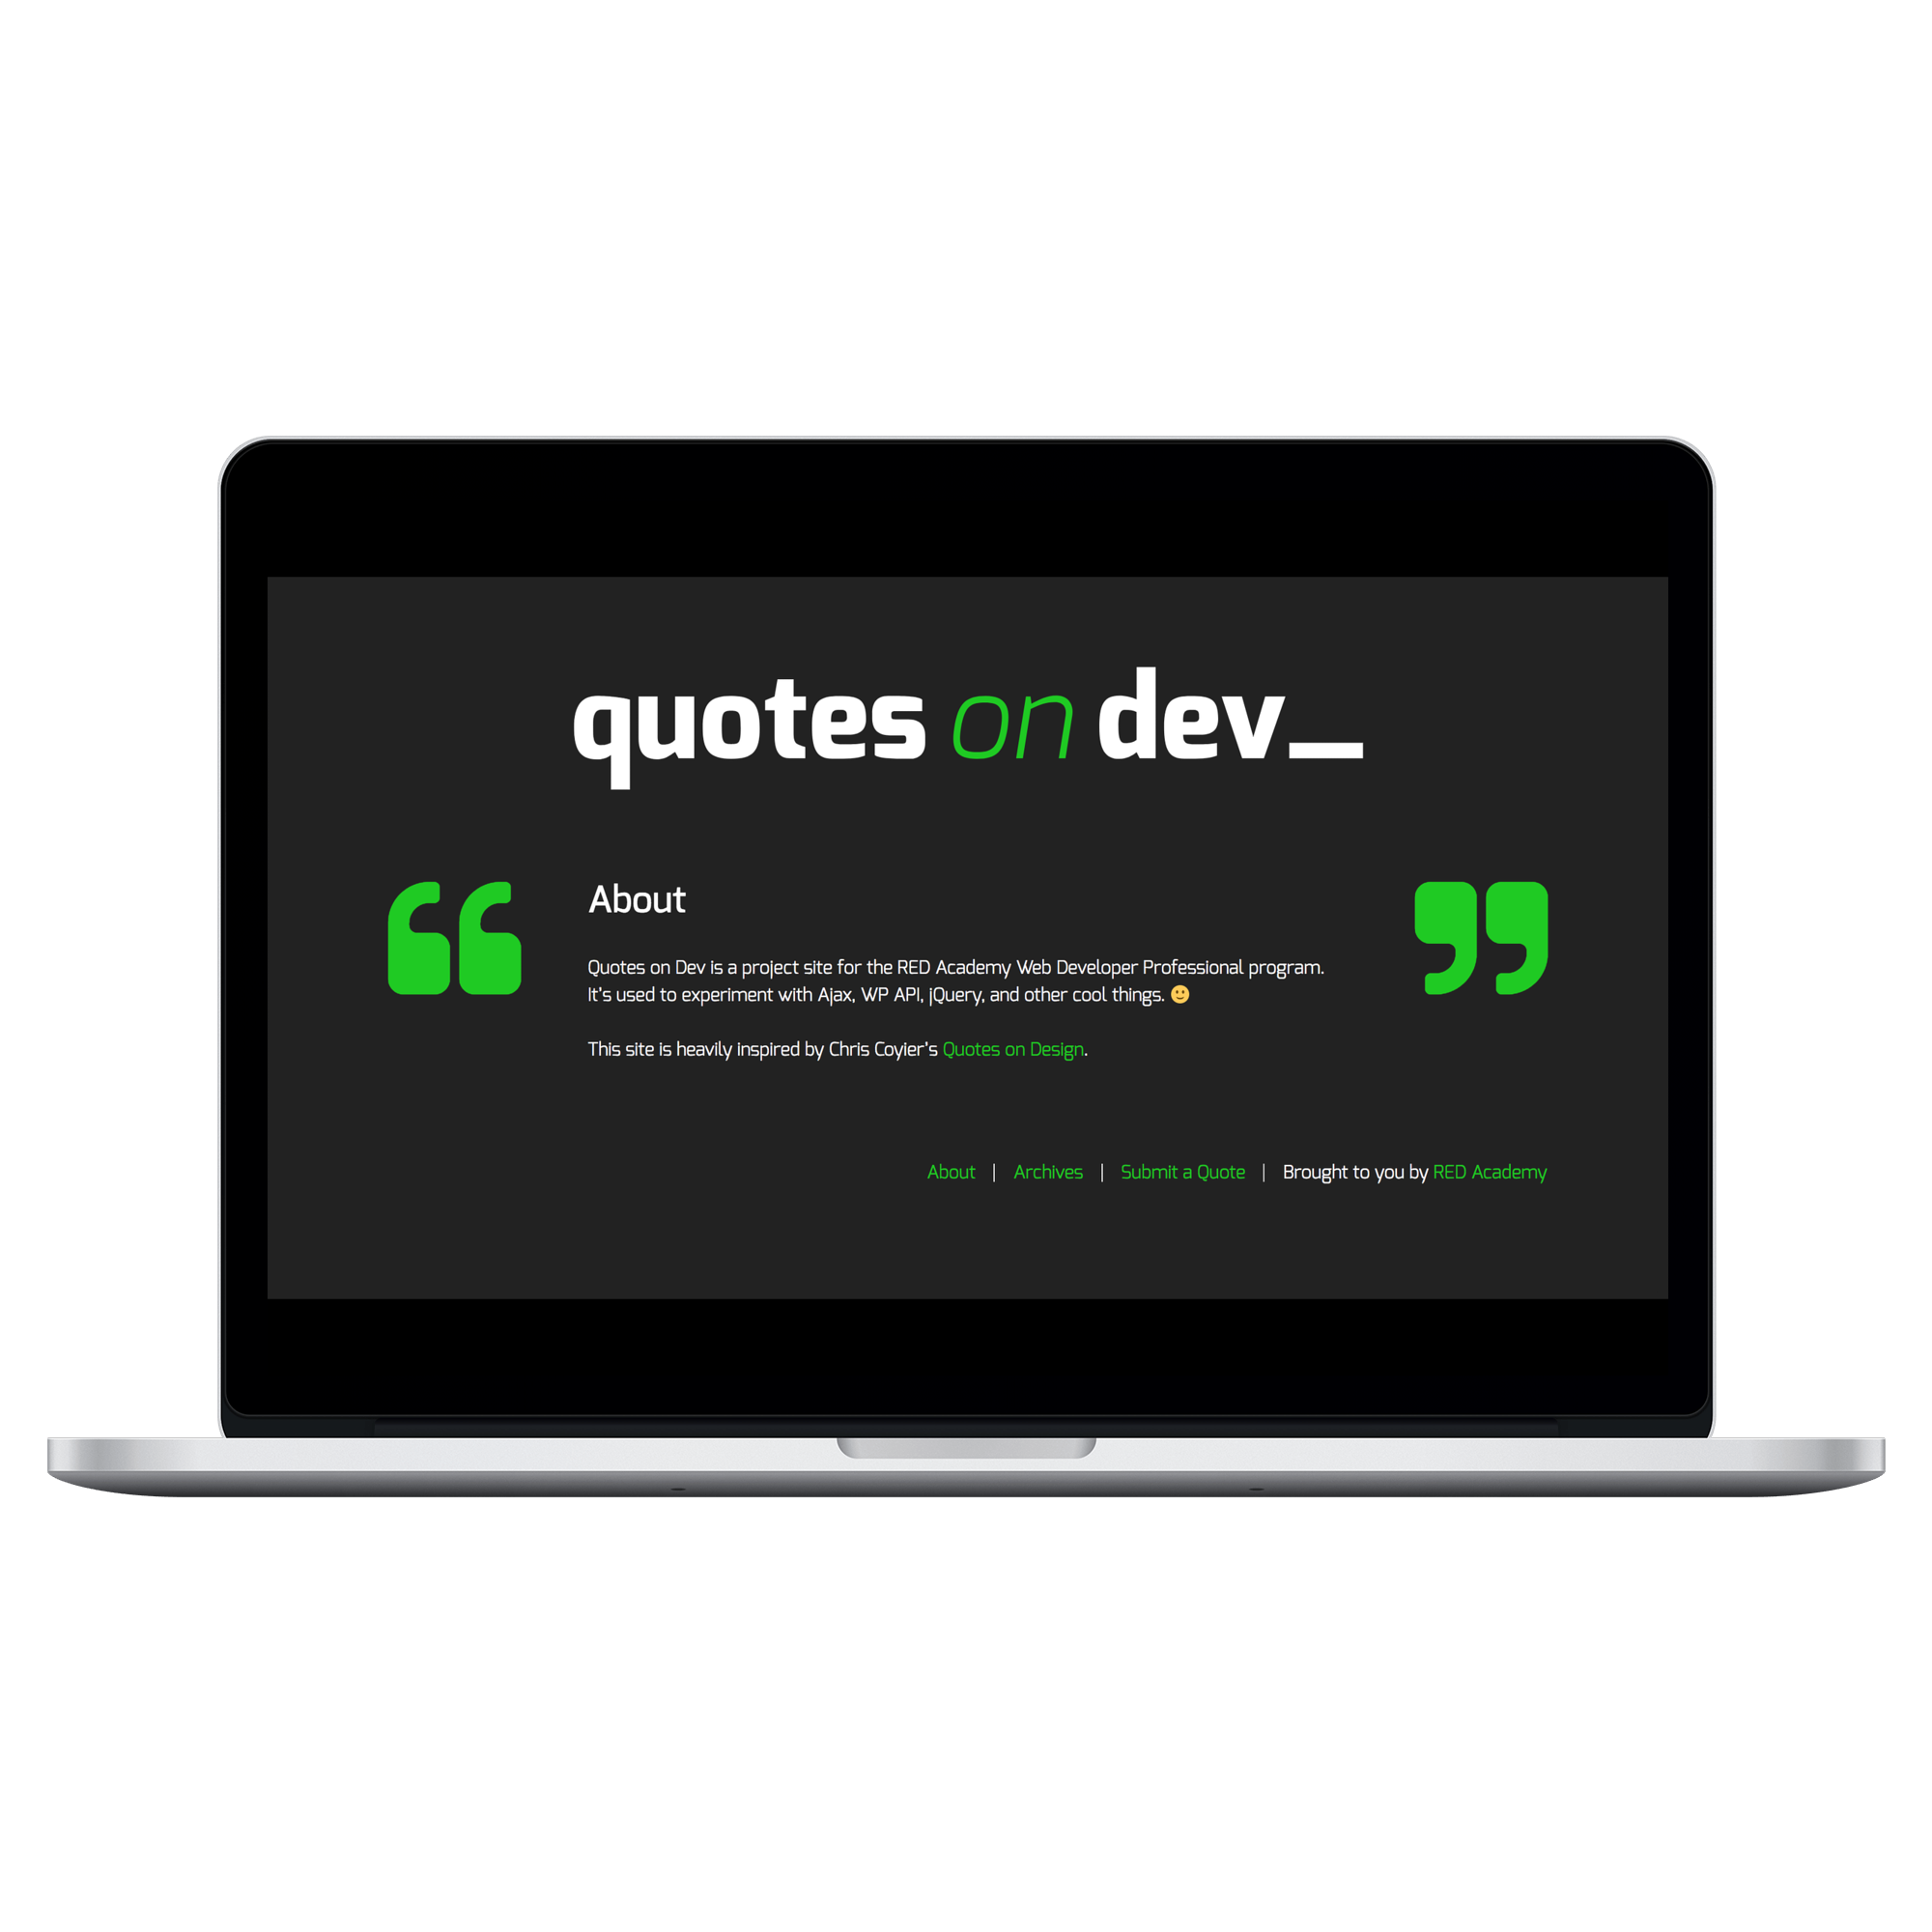 quotes on dev_
About
Quotes on Dev is a project site for the RED Academy Web Developer Professional program.
It's used to experiment with Ajax, WP API, jQuery, and other cool things. 🙂
This site is heavily inspired by Chris Coyier's Quotes on Design.
About | Archives | Submit a Quote | Brought to you by RED Academy